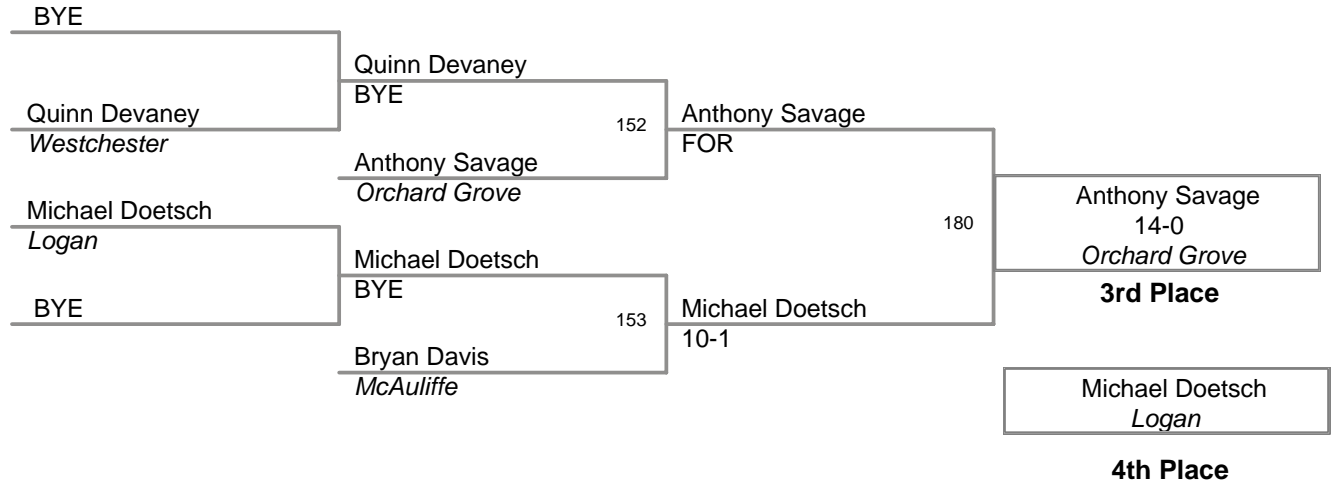 BYE
Quinn Devaney
BYE
Quinn Devaney
Westchester
152
Anthony Savage
FOR
Anthony Savage
Orchard Grove
Michael Doetsch
Logan
180
Anthony Savage
14-0
Orchard Grove
3rd Place
Michael Doetsch
BYE
BYE
153
Michael Doetsch
10-1
Bryan Davis
McAuliffe
Michael Doetsch
Logan
4th Place